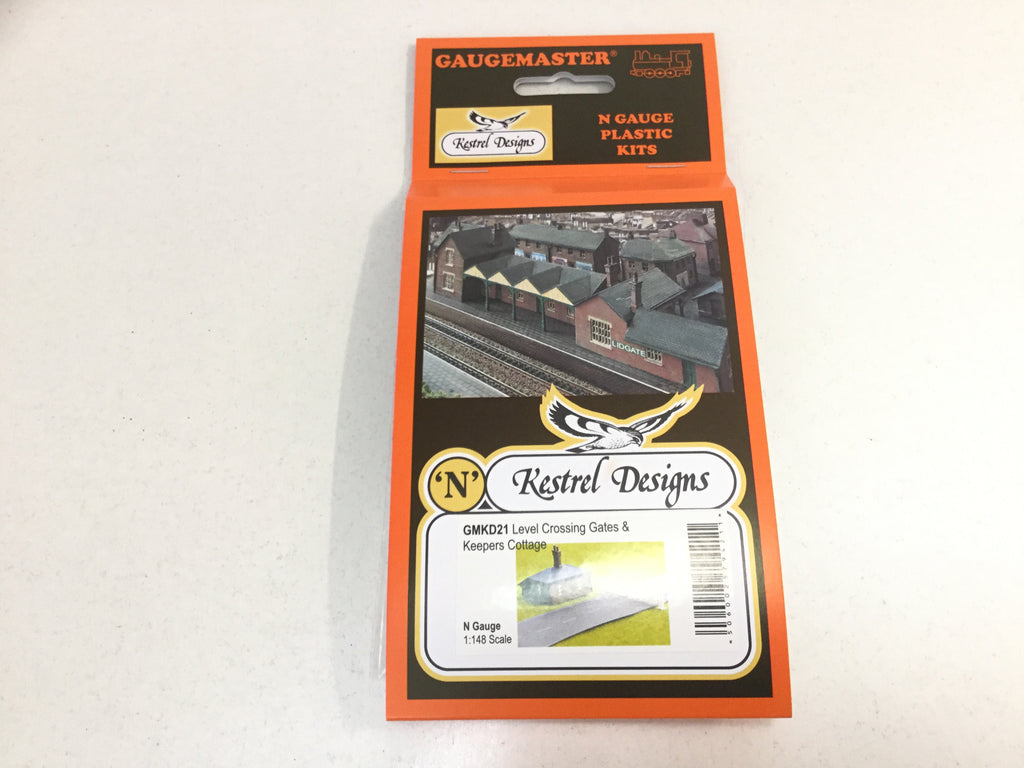 GAUGEMASTER®
Kestrel Designs
N GAUGE
PLASTIC
KITS
LIDGATE
'N'
Kestrel Designs
GMKD21 Level Crossing Gates &
Keepers Cottage
N Gauge
1:148 Scale